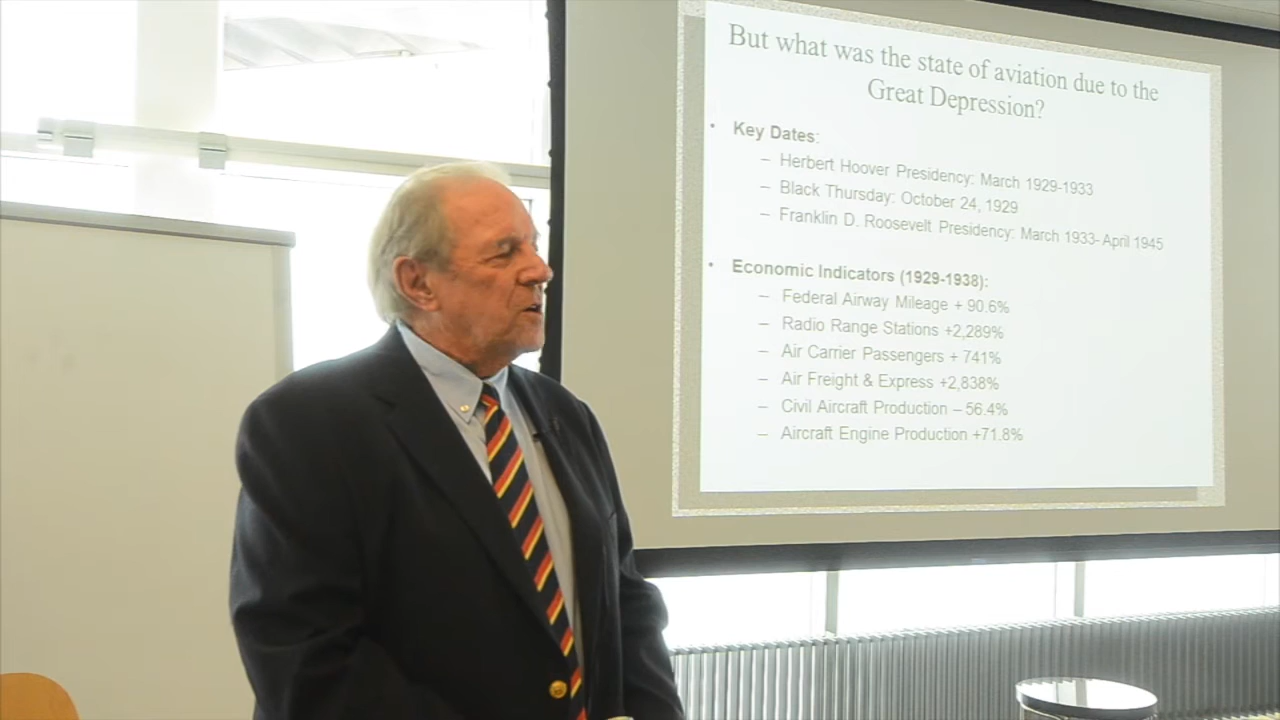 But what was the state of aviation due to the
Great Depression?
• Key Dates:
– Herbert Hoover Presidency: March 1929-1933
– Black Thursday: October 24, 1929
– Franklin D. Roosevelt Presidency: March 1933- April 1945
• Economic Indicators (1929-1938):
– Federal Airway Mileage + 90.6%
– Radio Range Stations +2,289%
– Air Carrier Passengers + 741%
– Air Freight & Express +2,838%
– Civil Aircraft Production – 56.4%
– Aircraft Engine Production +71.8%